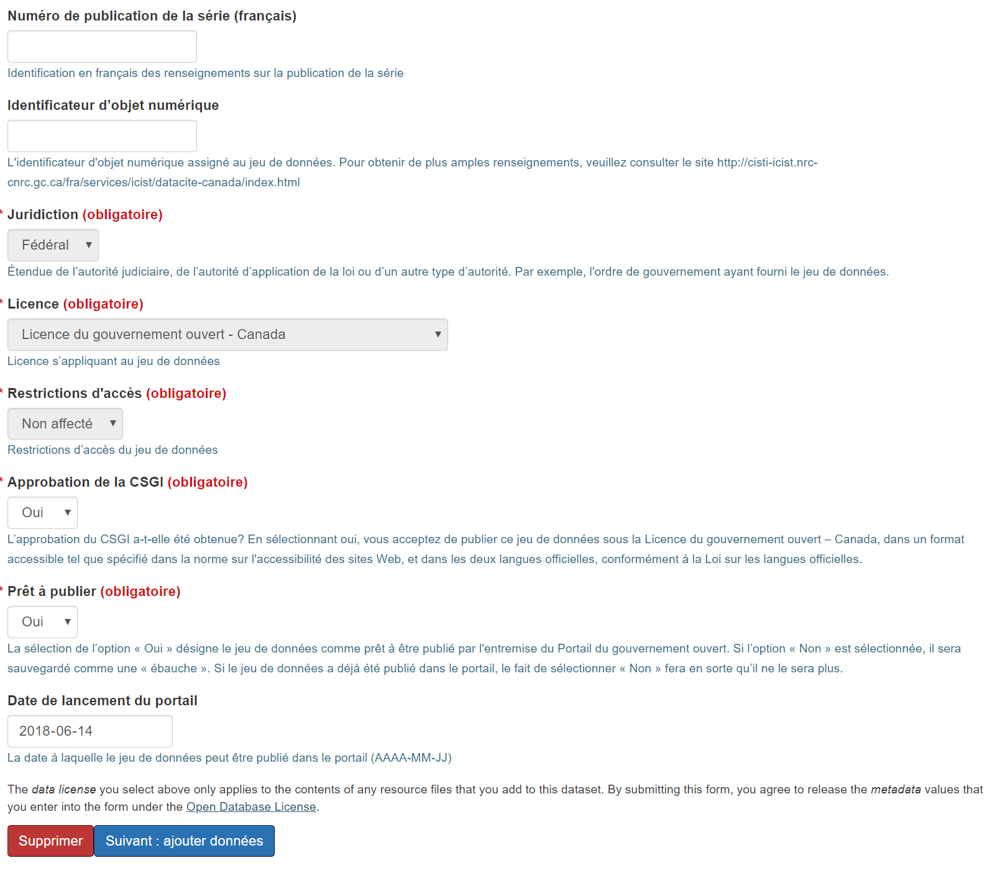 Numéro de publication de la série (français)
Identification en français des renseignements sur la publication de la série
Identificateur d’objet numérique
L'identificateur d'objet numérique assigné au jeu de données. Pour obtenir de plus amples renseignements, veuillez consulter le site http://cisti-icist.nrc-
cnrc.gc.ca/fra/services/icist/datacite-canada/index.html
* Juridiction (obligatoire)
Fédéral
Étendue de l’autorité judiciaire, de l’autorité d’application de la loi ou d’un autre type d’autorité. Par exemple, l'ordre de gouvernement ayant fourni le jeu de données.
* Licence (obligatoire)
Licence du gouvernement ouvert - Canada
Licence s’appliquant au jeu de données
* Restrictions d'accès (obligatoire)
Non affecté
Restrictions d’accès du jeu de données
* Approbation de la CSGI (obligatoire)
Oui
L’approbation du CSGI a-t-elle été obtenue? En sélectionnant oui, vous acceptez de publier ce jeu de données sous la Licence du gouvernement ouvert – Canada, dans un format
accessible tel que spécifié dans la norme sur l'accessibilité des sites Web, et dans les deux langues officielles, conformément à la Loi sur les langues officielles.
* Prêt à publier (obligatoire)
Oui
La sélection de l’option « Oui » désigne le jeu de données comme prêt à être publié par l'entremise du Portail du gouvernement ouvert. Si l’option « Non » est sélectionnée, il sera
sauvegardé comme une « ébauche ». Si le jeu de données a déjà été publié dans le portail, le fait de sélectionner « Non » fera en sorte qu’il ne le sera plus.
Date de lancement du portail
2018-06-14
La date à laquelle le jeu de données peut être publié dans le portail (AAAA-MM-JJ)
The data license you select above only applies to the contents of any resource files that you add to this dataset. By submitting this form, you agree to release the metadata values that
you enter into the form under the Open Database License.
Supprimer Suivant : ajouter données